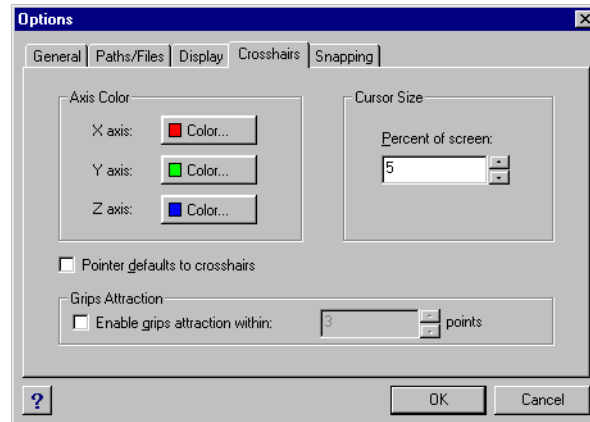 Options
General Paths/Files Display Crosshairs Snapping
Axis Color
X axis: Color...
Y axis: Color...
Z axis: Color...
Cursor Size
Percent of screen:
5
Pointer defaults to crosshairs
Grips Attraction
Enable grips attraction within: 3 points
? OK Cancel